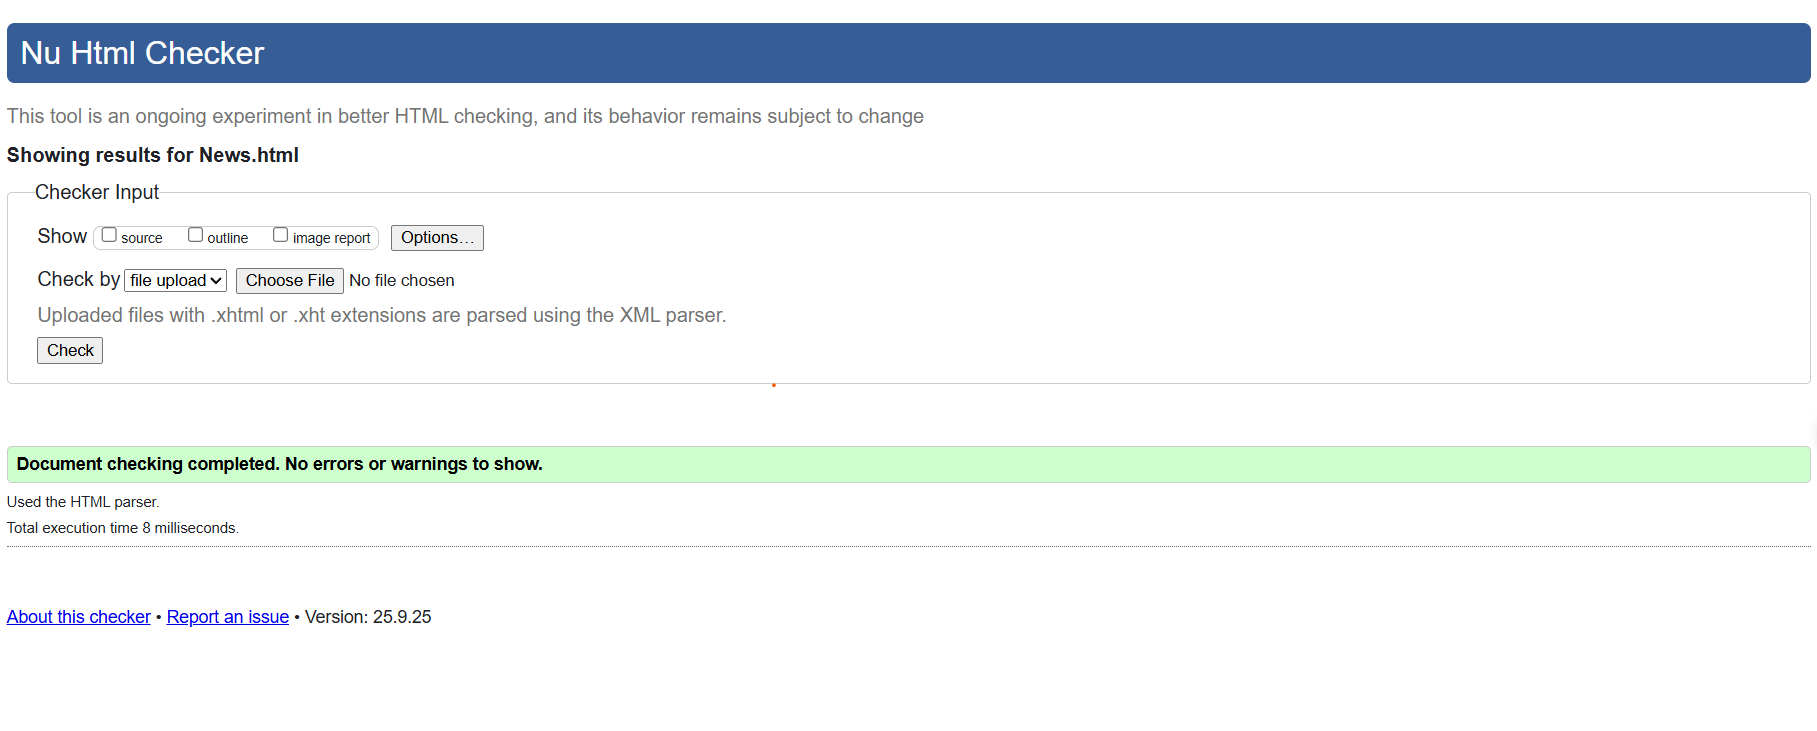 Nu Html Checker
This tool is an ongoing experiment in better HTML checking, and its behavior remains subject to change
Showing results for News.html
Checker Input
Show source outline image report Options…
Check by file upload Choose File No file chosen
Uploaded files with .xhtml or .xht extensions are parsed using the XML parser.
Check
Document checking completed. No errors or warnings to show.
Used the HTML parser.
Total execution time 8 milliseconds.
About this checker • Report an issue • Version: 25.9.25